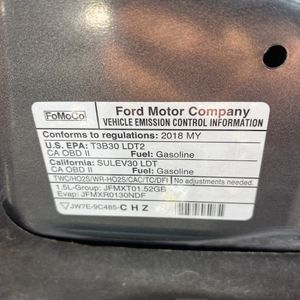 FoMoCo
Ford Motor Company
VEHICLE EMISSION CONTROL INFORMATION
Conforms to regulations: 2018 MY
U.S. EPA: T3B30 LDT2
CA OBD II Fuel: Gasoline
California: SULEV30 LDT
CA OBD II Fuel: Gasoline
TWC/HO2S/WR-HO2S/CAC/TC/DFI
No adjustments needed.
1.5L-Group: JFMXT01.52GB
Evap: JFMXR0130NDF
JW7E-9C485- C H Z